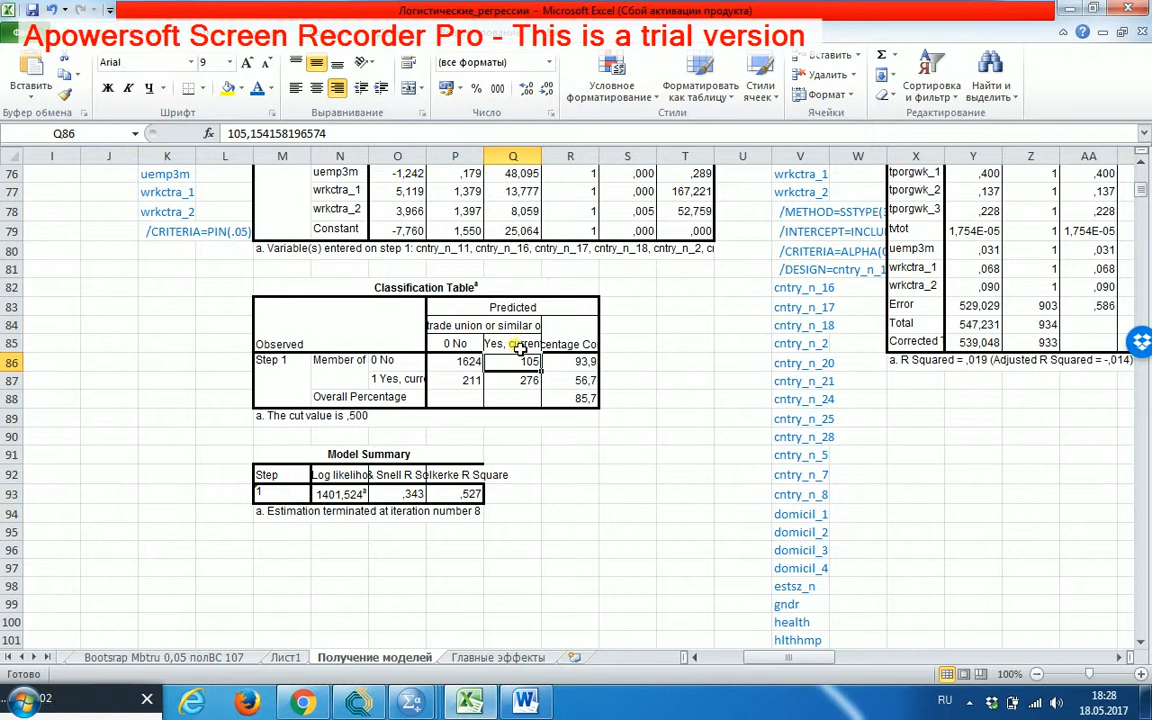 Логистические_регрессии - Microsoft Excel (Сбой активации продукта)
Apowersoft Screen Recorder Pro - This is a trial version
Arial 9 (все форматы) Вставить Удалить Формат
Вставить Ж К Ч % 000 Условное форматирование Форматировать как таблицу Стили ячеек Сортировка и фильтр Найти и выделить
Буфер обмена Шрифт Выравнивание Число Стили Ячейки
Q86 fx 105,154158196574
I J K L M N O P Q R S T U V W X Y Z AA
76 uemp3m uemp3m -1,242 ,179 48,095 1 ,000 ,289 wrkctra_1 tporgwk_1 ,400 1 ,400
77 wrkctra_1 wrkctra_1 5,119 1,379 13,777 1 ,000 167,221 wrkctra_2 tporgwk_2 ,137 1 ,137
78 wrkctra_2 wrkctra_2 3,966 1,397 8,059 1 ,005 52,759 /METHOD=SSTYPE(3 tporgwk_3 ,228 1 ,228
79 /CRITERIA=PIN(.05) Constant -7,760 1,550 25,064 1 ,000 ,000 /INTERCEPT=INCLU tvtot 1,754E-05 1 1,754E-05
80 a. Variable(s) entered on step 1: cntry_n_11, cntry_n_16, cntry_n_17, cntry_n_18, cntry_n_2, c /CRITERIA=ALPHA( uemp3m ,031 1 ,031
81 /DESIGN=cntry_n_1 wrkctra_1 ,068 1 ,068
82 Classification Tableª cntry_n_16 wrkctra_2 ,090 1 ,090
83 Predicted cntry_n_17 Error 529,029 903 ,586
84 trade union or similar o cntry_n_18 Total 547,231 934
85 Observed 0 No Yes, curren centage Co cntry_n_2 Corrected 539,048 933
86 Step 1 Member of 0 No 1624 105 93,9 cntry_n_20 a. R Squared = ,019 (Adjusted R Squared = -,014)
87 1 Yes, curre 211 276 56,7 cntry_n_21
88 Overall Percentage 85,7 cntry_n_24
89 a. The cut value is ,500 cntry_n_25
90 cntry_n_28
91 Model Summary cntry_n_5
92 Step Log likeliho & Snell R Sq elkerke R Square cntry_n_7
93 1 1401,524ª ,343 ,527 cntry_n_8
94 a. Estimation terminated at iteration number 8 domicil_1
95 domicil_2
96 domicil_3
97 domicil_4
98 estsz_n
99 gndr
100 health
101 hlthhmp
Bootsrap Mbtru 0,05 полВС 107 Лист1 Получение моделей Главные эффекты
Готово 100%
02 RU 18:28
18.05.2017